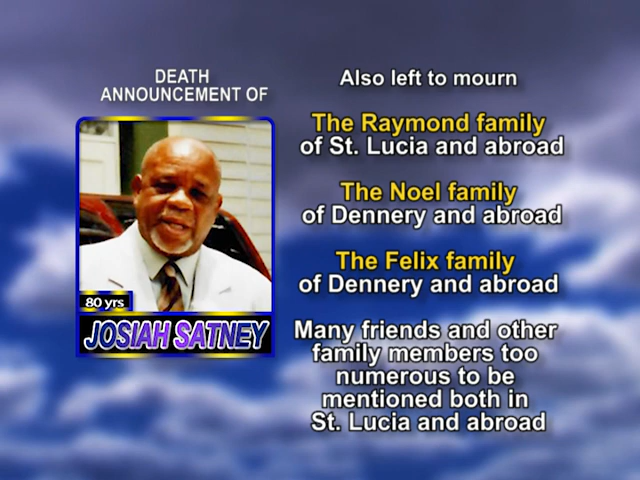 DEATH
ANNOUNCEMENT OF
80 yrs
JOSIAH SATNEY
Also left to mourn
The Raymond family
of St. Lucia and abroad
The Noel family
of Dennery and abroad
The Felix family
of Dennery and abroad
Many friends and other
family members too
numerous to be
mentioned both in
St. Lucia and abroad